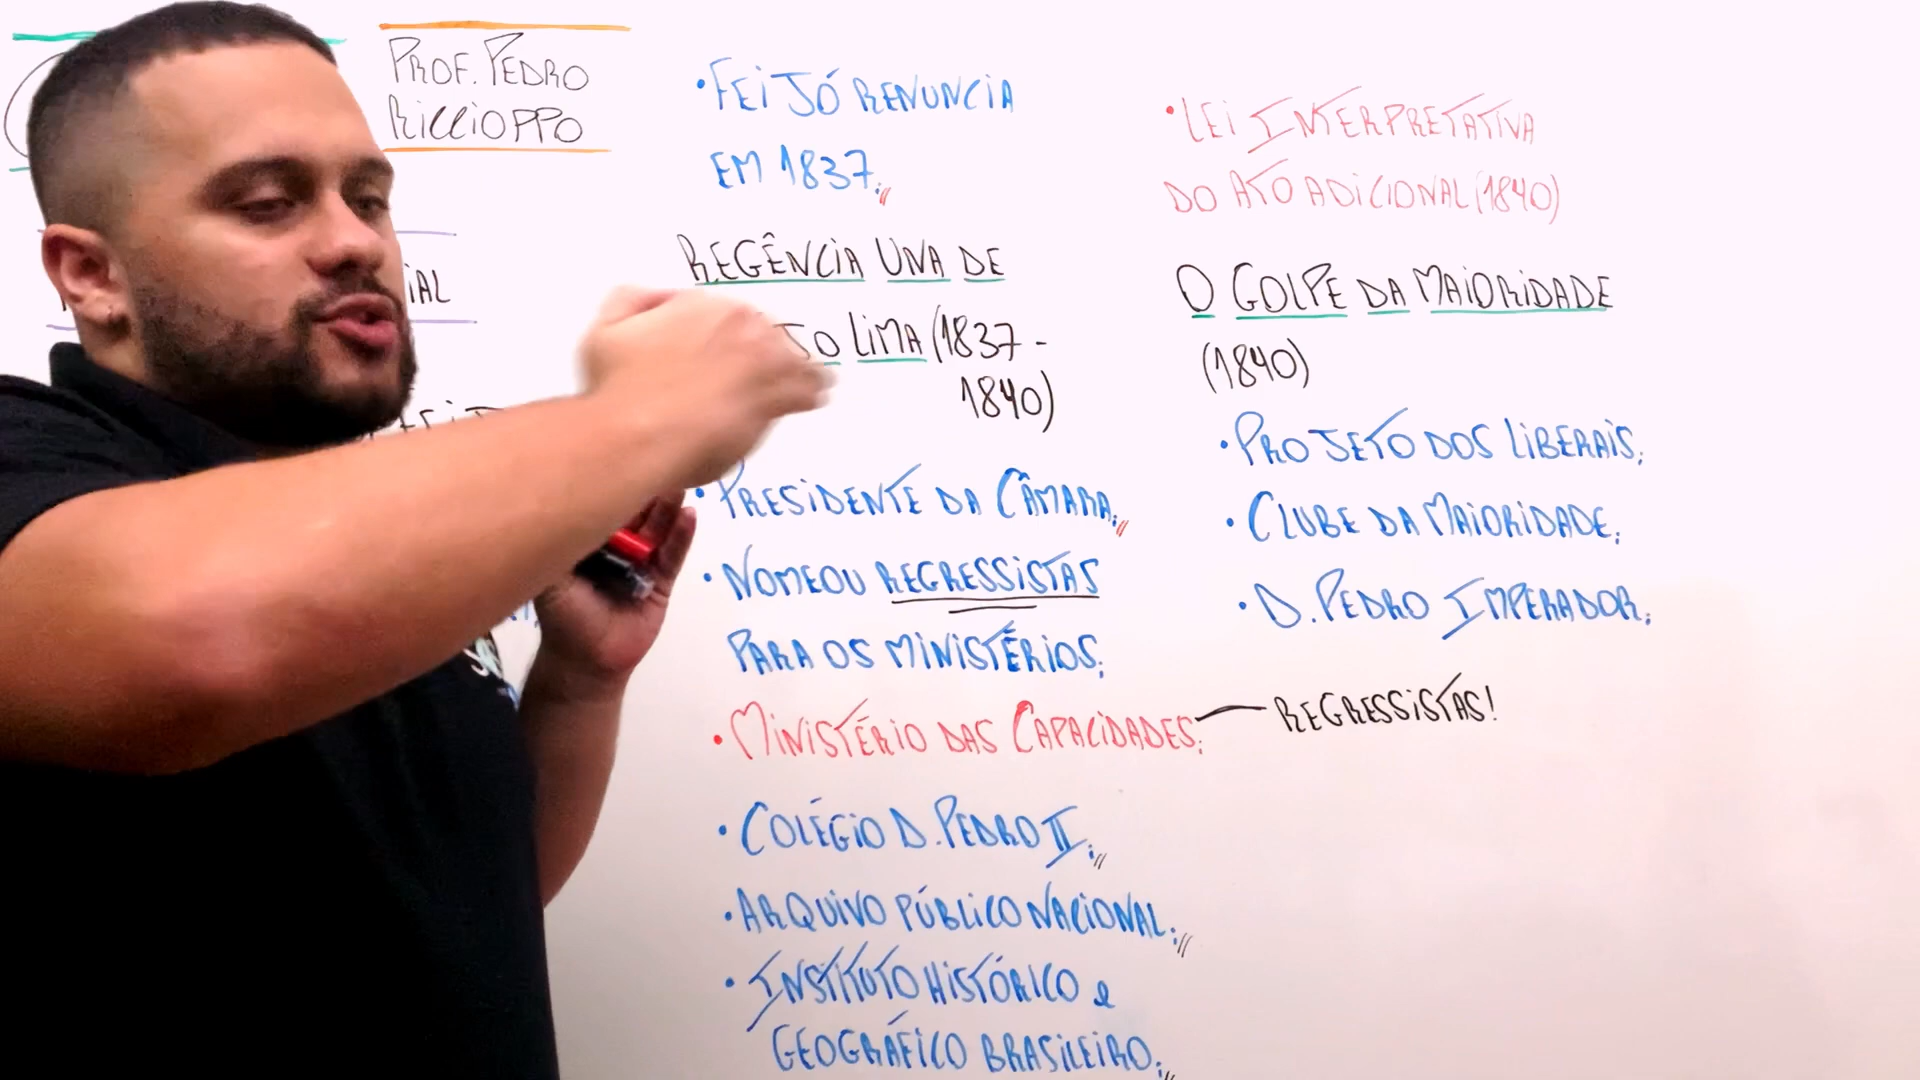 PROF. PEDRO
RICCIOPPO
IAL
• FEIJÓ RENUNCIA
EM 1837;
REGÊNCIA UNA DE
LIMA (1837 -
1840)
• PRESIDENTE DA CÂMARA;
• NOMEOU REGRESSISTAS
PARA OS MINISTÉRIOS;
• MINISTÉRIO DAS CAPACIDADES;
REGRESSISTAS!
• COLÉGIO D. PEDRO II;
• ARQUIVO PÚBLICO NACIONAL;
• INSTITUTO HISTÓRICO e
GEOGRÁFICO BRASILEIRO;
• LEI INTERPRETATIVA
DO ATO ADICIONAL (1840)
O GOLPE DA MAIORIDADE
(1840)
• PROJETO DOS LIBERAIS;
• CLUBE DA MAIORIDADE;
• D. PEDRO IMPERADOR;